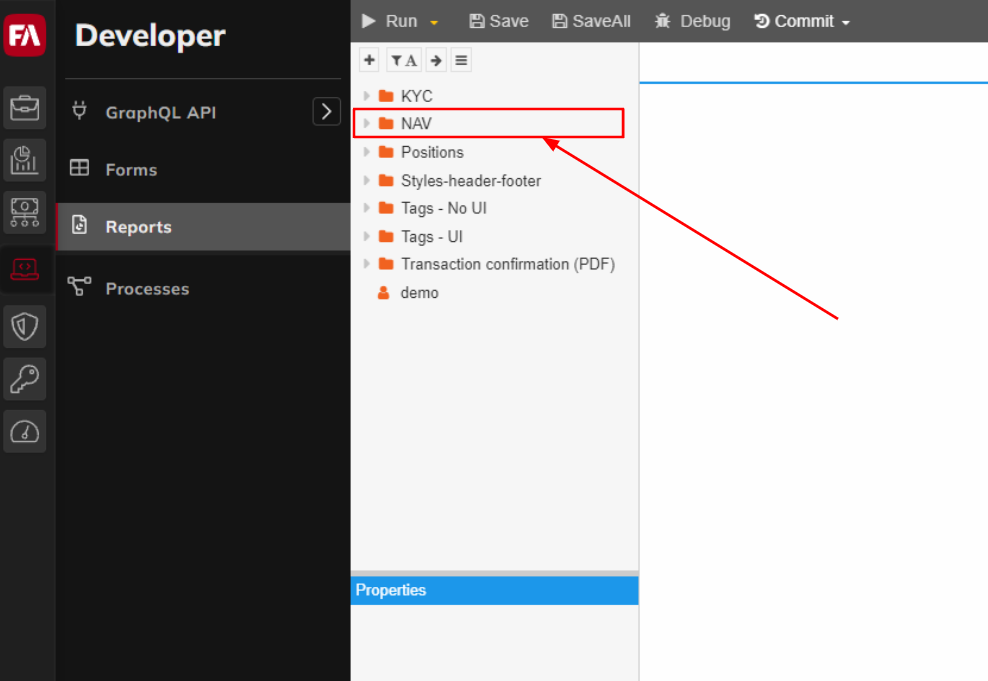 FA
Developer
GraphQL API
Forms
Reports
Processes
Run Save SaveAll Debug Commit
A
KYC
NAV
Positions
Styles-header-footer
Tags - No UI
Tags - UI
Transaction confirmation (PDF)
demo
Properties